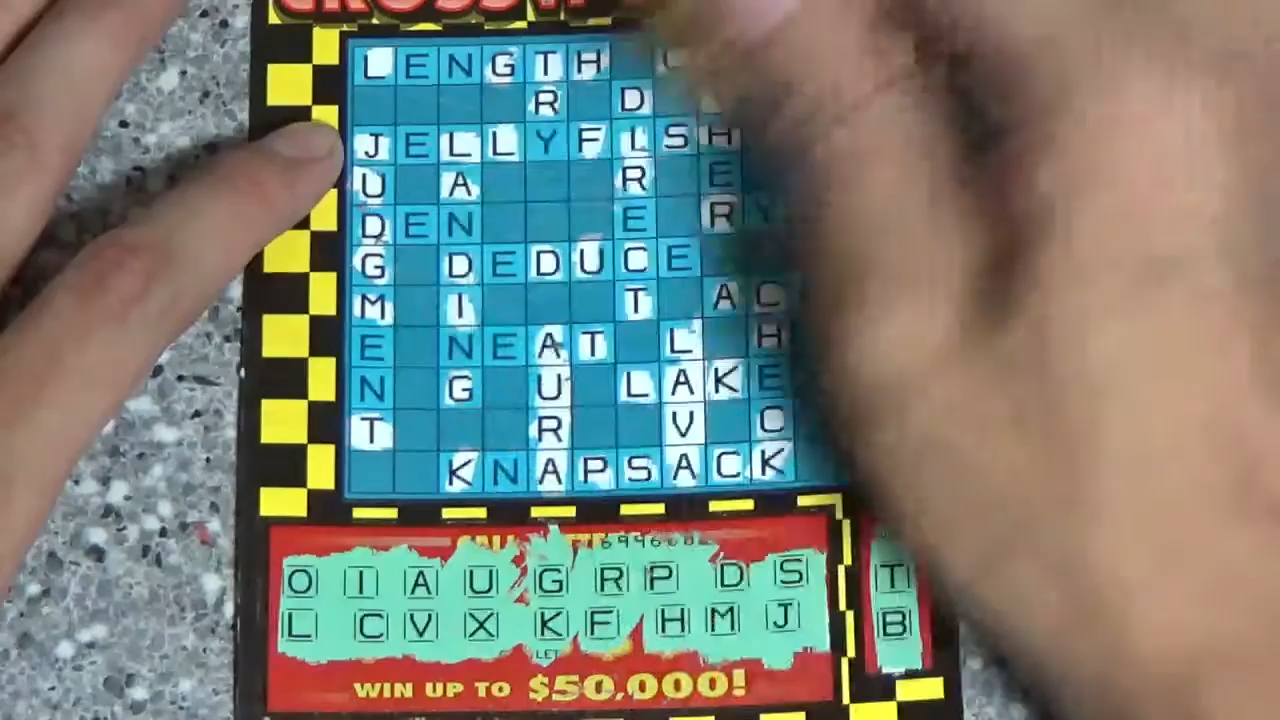 LENGTH
R D
JELLYFISH
U A R E
DEN E R Y
G DEDUCE
M I T A C
E NEAT L H
N G U LAKE
T R V C
KNAPSACK
O I A U G R P D S T
L C V X K F H M J B
WIN UP TO $50,000!